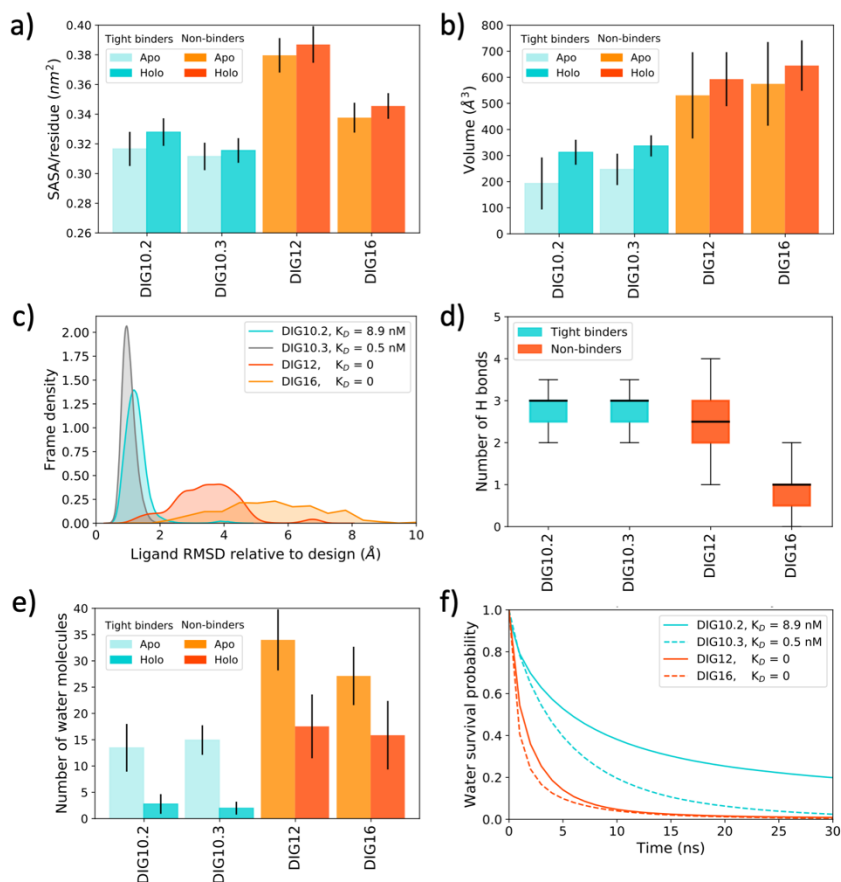 a)
Tight binders Non-binders
Apo Apo
Holo Holo
SASA/residue (nm²)
0.40
0.38
0.36
0.34
0.32
0.30
0.28
0.26
DIG10.2
DIG10.3
DIG12
DIG16
b)
Tight binders Non-binders
Apo Apo
Holo Holo
Volume (Å³)
800
700
600
500
400
300
200
100
0
DIG10.2
DIG10.3
DIG12
DIG16
c)
DIG10.2, K_D = 8.9 nM
DIG10.3, K_D = 0.5 nM
DIG12, K_D = 0
DIG16, K_D = 0
Frame density
2.00
1.75
1.50
1.25
1.00
0.75
0.50
0.25
0.00
0 2 4 6 8 10
Ligand RMSD relative to design (Å)
d)
Tight binders
Non-binders
Number of H bonds
5
4
3
2
1
0
DIG10.2
DIG10.3
DIG12
DIG16
e)
Tight binders Non-binders
Apo Apo
Holo Holo
Number of water molecules
40
35
30
25
20
15
10
5
0
DIG10.2
DIG10.3
DIG12
DIG16
f)
DIG10.2, K_D = 8.9 nM
DIG10.3, K_D = 0.5 nM
DIG12, K_D = 0
DIG16, K_D = 0
Water survival probability
1.0
0.8
0.6
0.4
0.2
0.0
0 5 10 15 20 25 30
Time (ns)